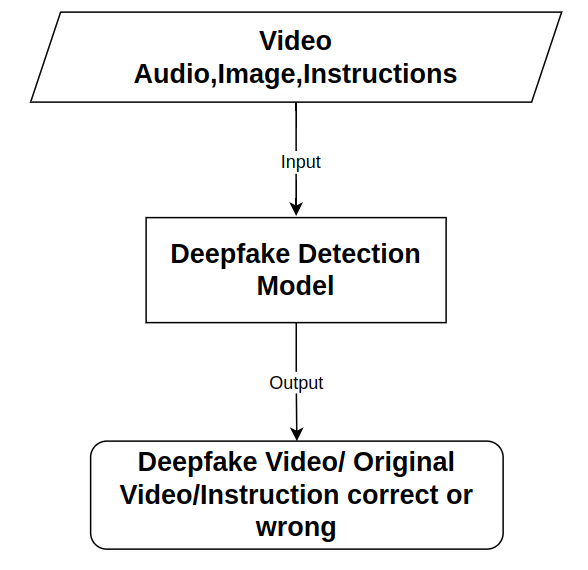 Video
Audio,Image,Instructions
Input
Deepfake Detection
Model
Output
Deepfake Video/ Original
Video/Instruction correct or
wrong